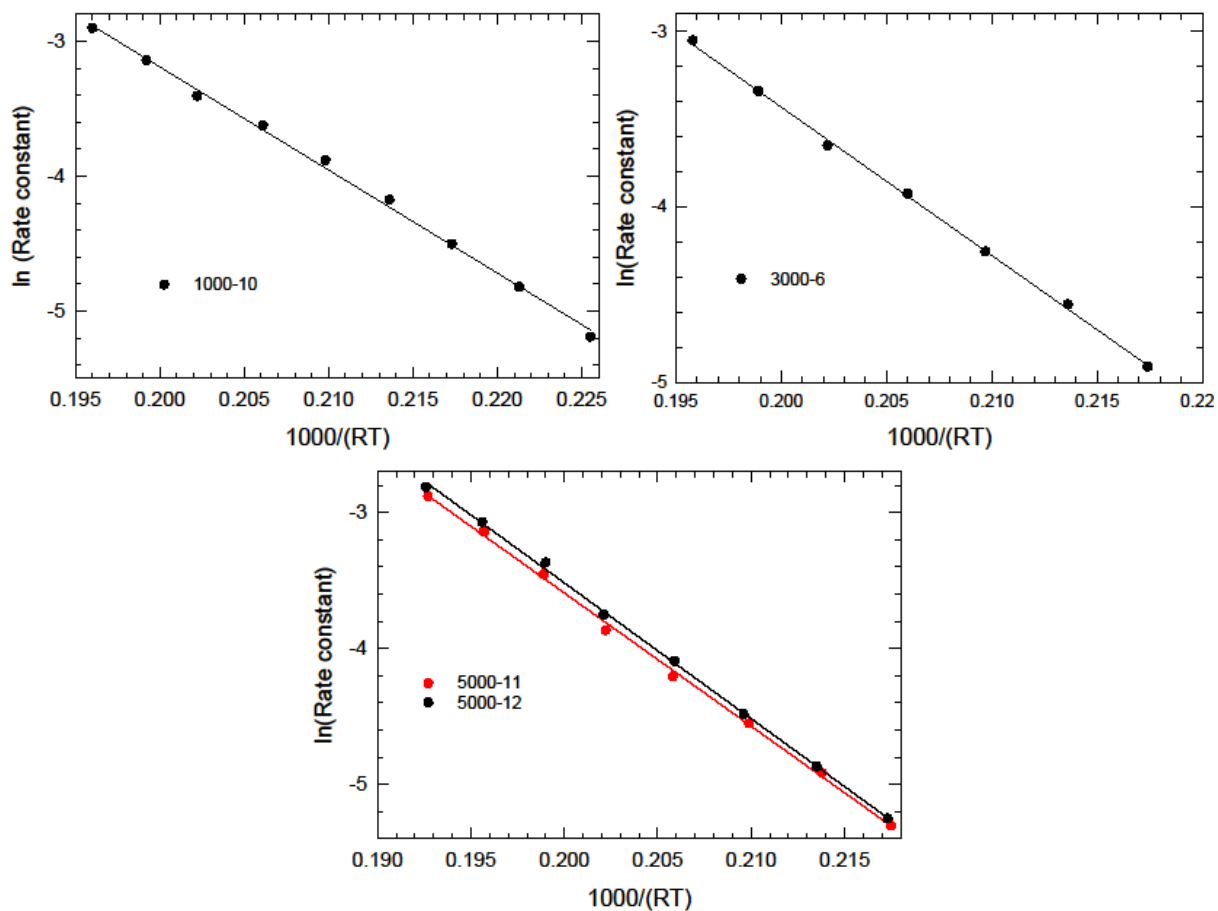 -3
-4
-5
ln (Rate constant)
1000-10
0.195 0.200 0.205 0.210 0.215 0.220 0.225
1000/(RT)
-3
-4
-5
ln(Rate constant)
3000-6
0.195 0.200 0.205 0.210 0.215 0.22
1000/(RT)
-3
-4
-5
ln(Rate constant)
5000-11
5000-12
0.190 0.195 0.200 0.205 0.210 0.215
1000/(RT)